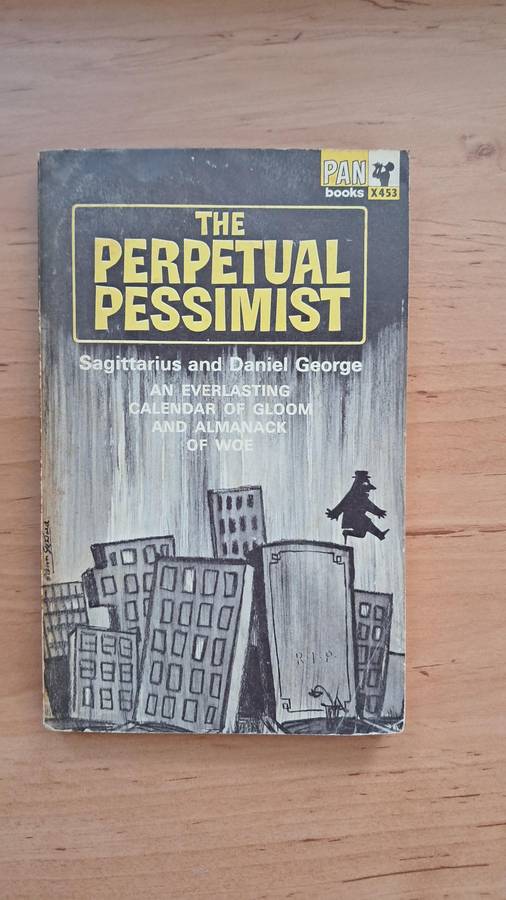 PAN
books X453
THE
PERPETUAL
PESSIMIST
Sagittarius and Daniel George
AN EVERLASTING
CALENDAR OF GLOOM
AND ALMANACK
OF WOE
R.I.P.